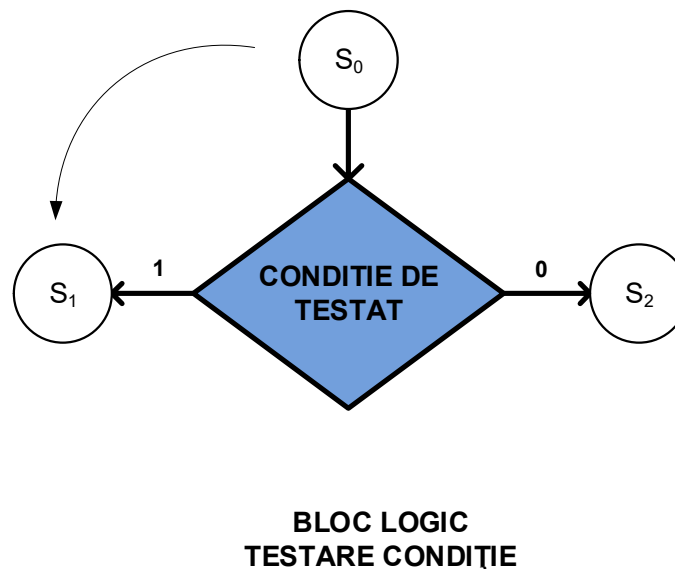 S₀
1
CONDITIE DE
TESTAT
0
S₁
S₂
BLOC LOGIC
TESTARE CONDIŢIE